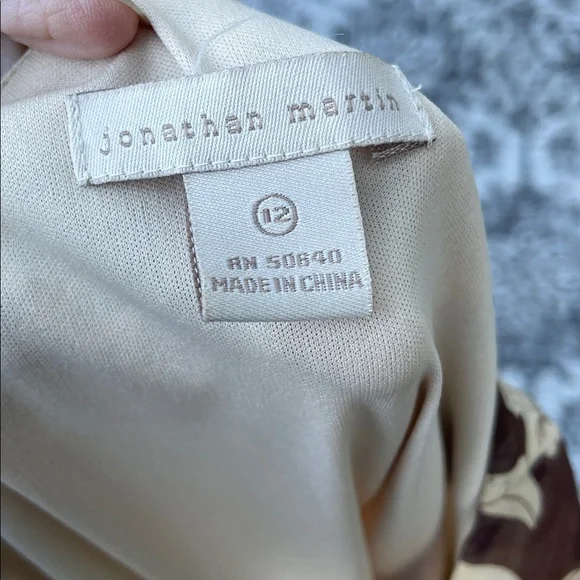 jonathan martin
12
RN 50640
MADE IN CHINA